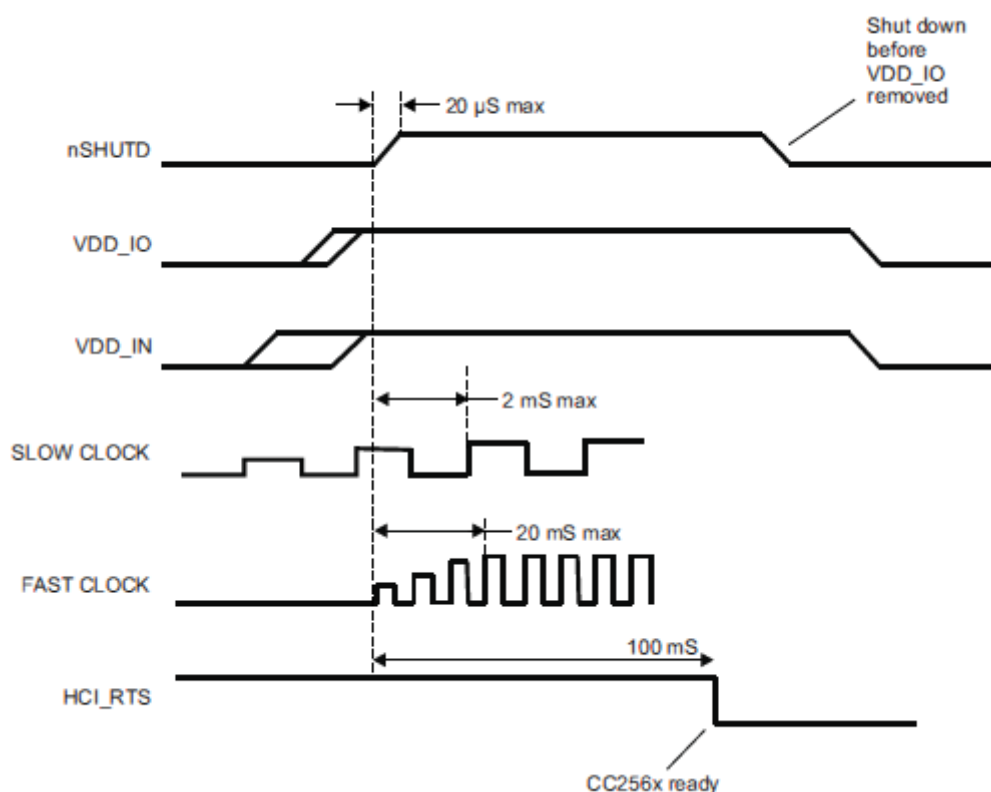 Shut down
before
VDD_IO
removed
20 µS max
nSHUTD
VDD_IO
VDD_IN
2 mS max
SLOW CLOCK
20 mS max
FAST CLOCK
100 mS
HCI_RTS
CC256x ready